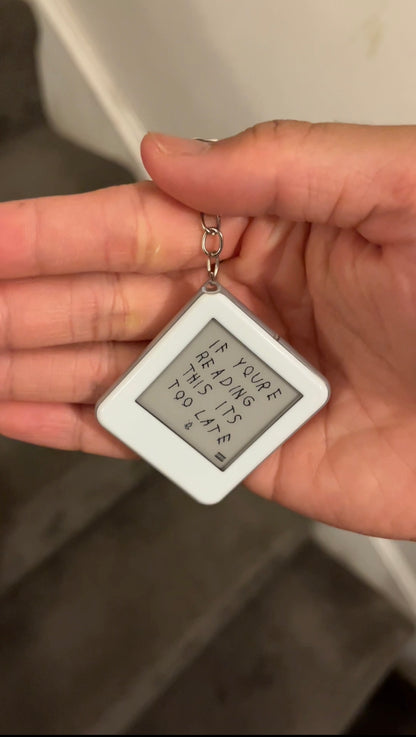 IF YOURE
READING
THIS ITS
TOO LATE